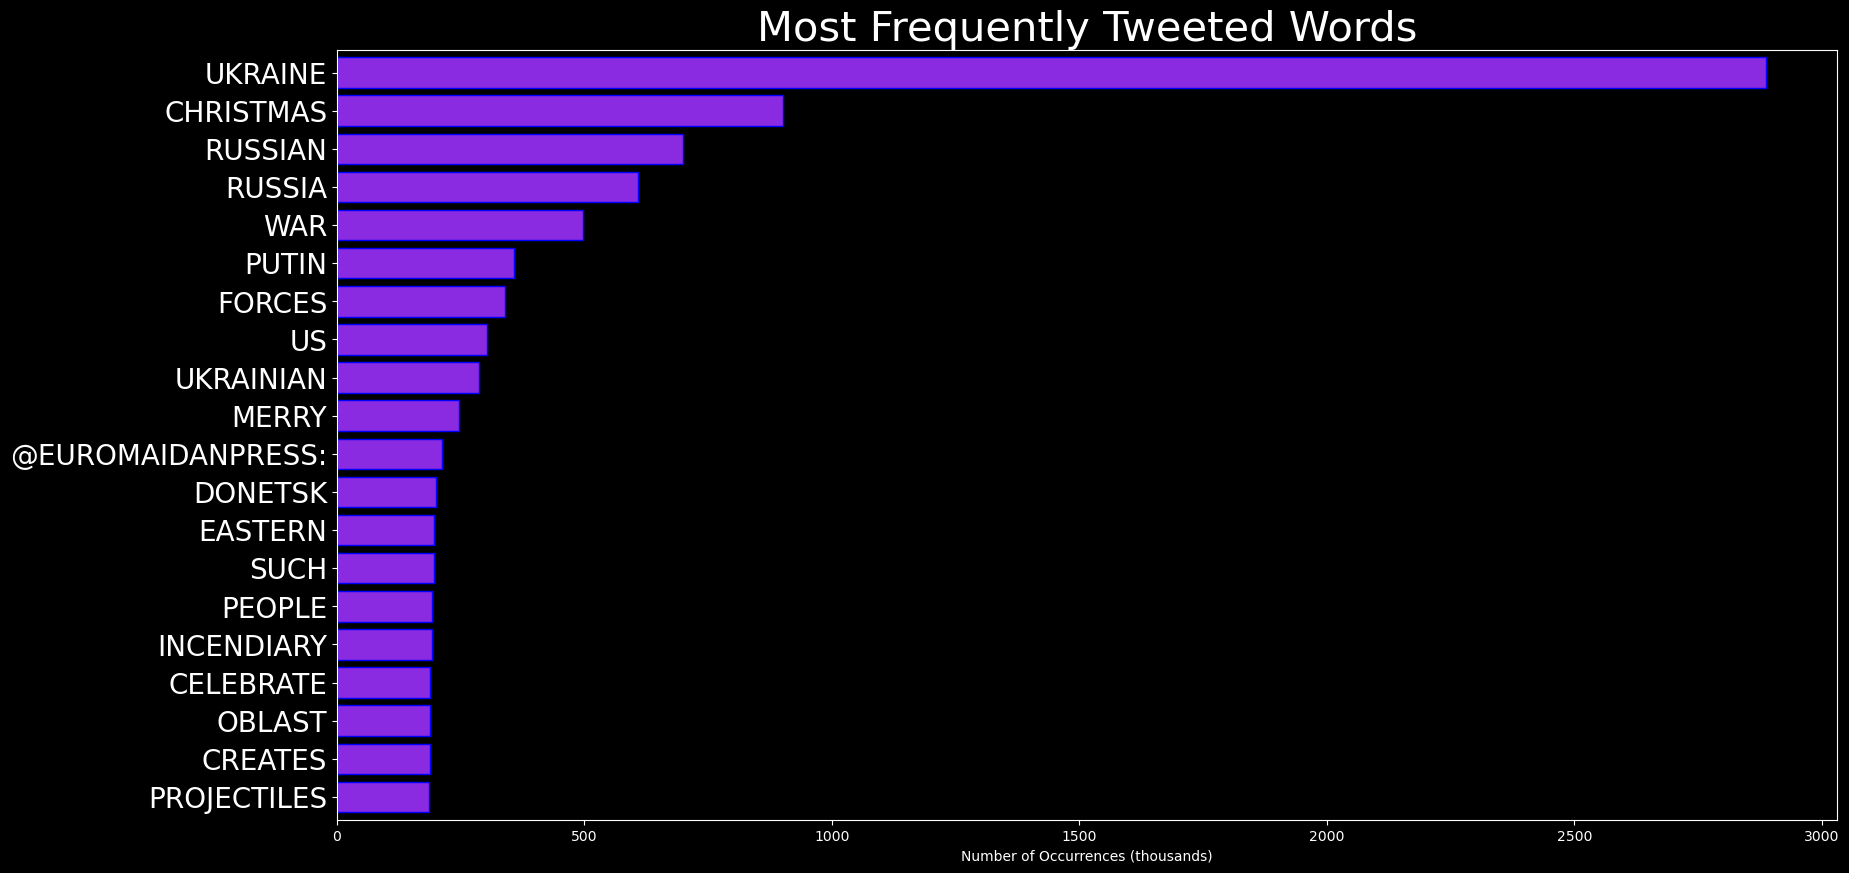 Most Frequently Tweeted Words
UKRAINE
CHRISTMAS
RUSSIAN
RUSSIA
WAR
PUTIN
FORCES
US
UKRAINIAN
MERRY
@EUROMAIDANPRESS:
DONETSK
EASTERN
SUCH
PEOPLE
INCENDIARY
CELEBRATE
OBLAST
CREATES
PROJECTILES
0 500 1000 1500 2000 2500 3000
Number of Occurrences (thousands)